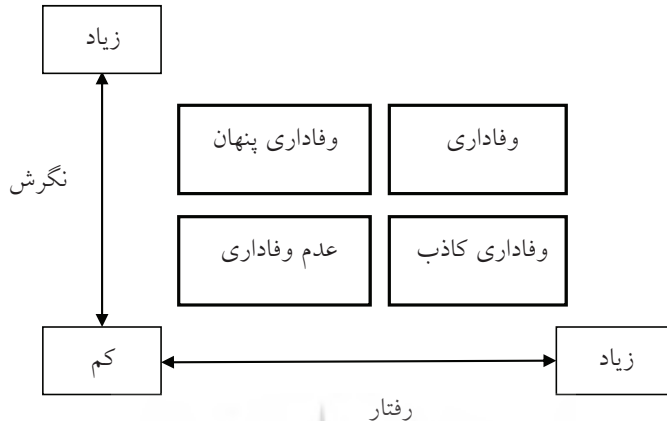 زیاد
وفاداری
وفاداری پنهان
نگرش
وفاداری کاذب
عدم وفاداری
زیاد
کم
رفتار